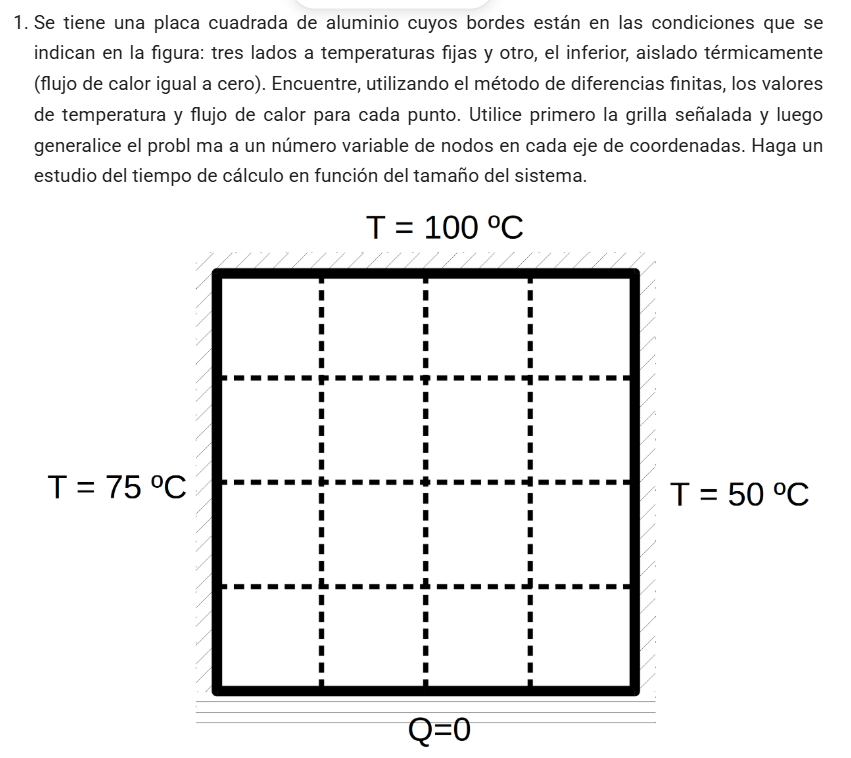 1. Se tiene una placa cuadrada de aluminio cuyos bordes están en las condiciones que se
indican en la figura: tres lados a temperaturas fijas y otro, el inferior, aislado térmicamente
(flujo de calor igual a cero). Encuentre, utilizando el método de diferencias finitas, los valores
de temperatura y flujo de calor para cada punto. Utilice primero la grilla señalada y luego
generalice el probl ma a un número variable de nodos en cada eje de coordenadas. Haga un
estudio del tiempo de cálculo en función del tamaño del sistema.
T = 100 ºC
T = 75 ºC
T = 50 ºC
Q=0